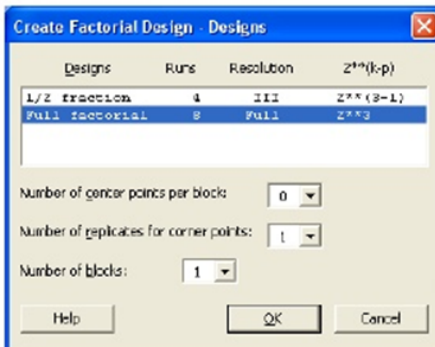 Create Factorial Design - Designs
Designs Runs Resolution 2**(k-p)
1/2 fraction 4 III 2**(3-1)
Full factorial 8 Full 2**3
Number of center points per block: 0
Number of replicates for corner points: 1
Number of blocks: 1
Help OK Cancel